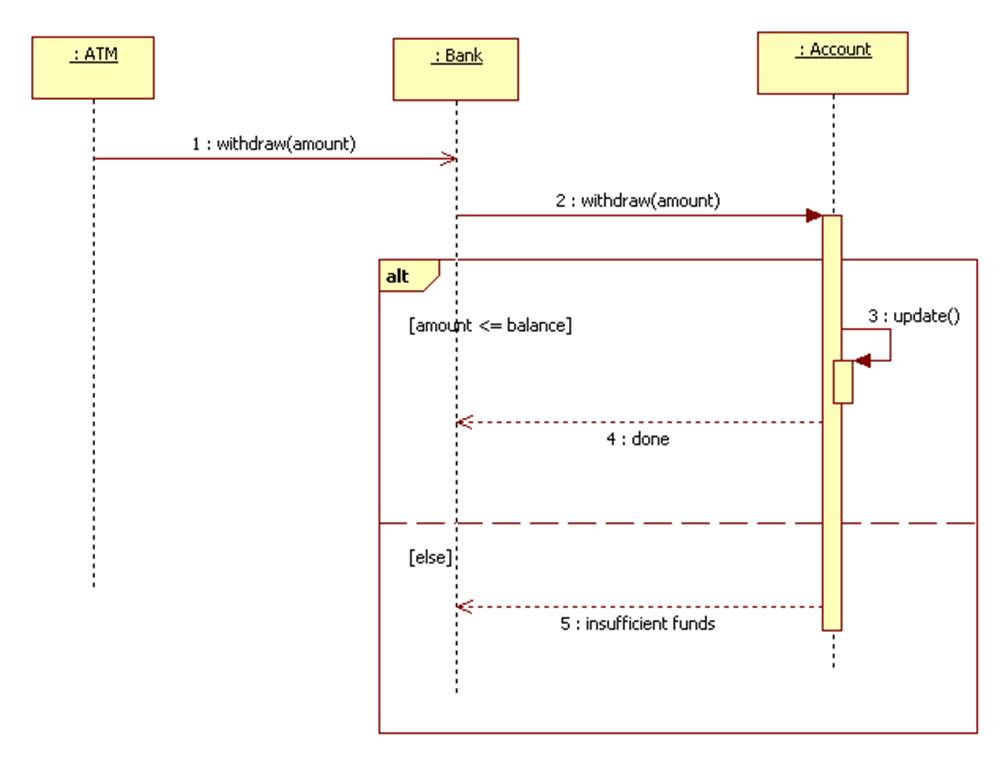 : ATM
: Bank
: Account
1 : withdraw(amount)
2 : withdraw(amount)
alt
[amount <= balance]
3 : update()
4 : done
[else]
5 : insufficient funds